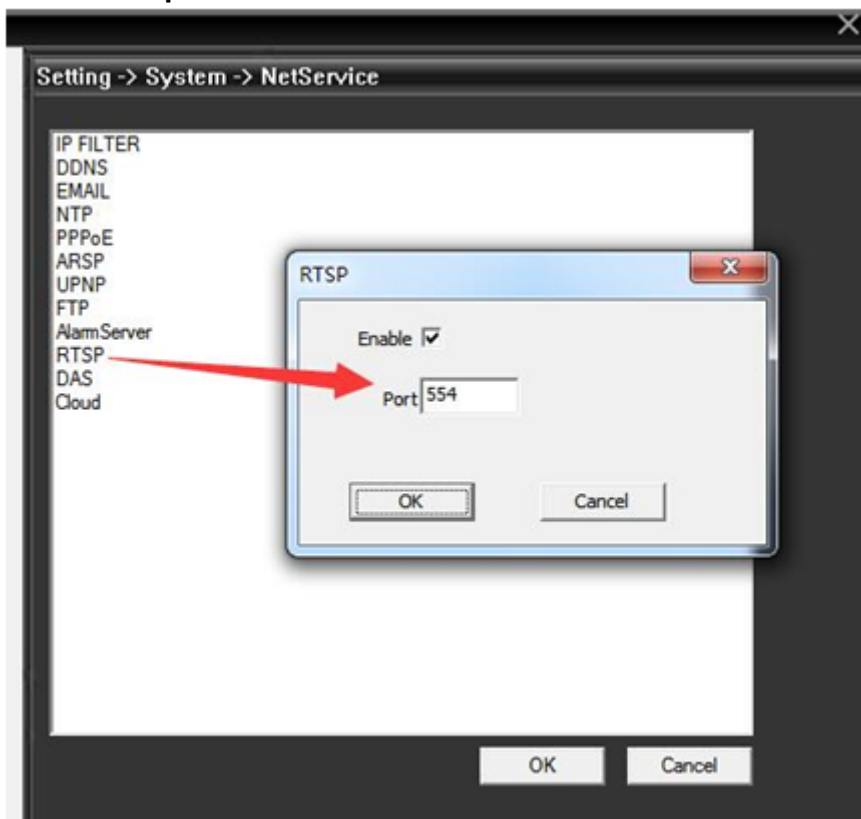 Setting -> System -> NetService
IP FILTER
DDNS
EMAIL
NTP
PPPoE
ARSP
UPNP
FTP
AlarmServer
RTSP
DAS
Cloud
RTSP
Enable
Port 554
OK Cancel
OK Cancel